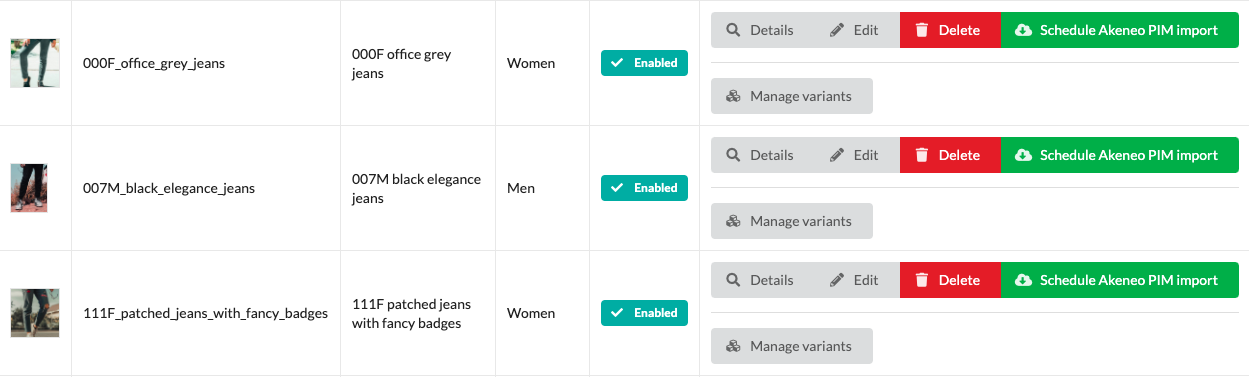 000F_office_grey_jeans
000F office grey
jeans
Women
Enabled
Details
Edit
Delete
Schedule Akeneo PIM import
Manage variants
007M_black_elegance_jeans
007M black elegance
jeans
Men
Enabled
Details
Edit
Delete
Schedule Akeneo PIM import
Manage variants
111F_patched_jeans_with_fancy_badges
111F patched jeans
with fancy badges
Women
Enabled
Details
Edit
Delete
Schedule Akeneo PIM import
Manage variants